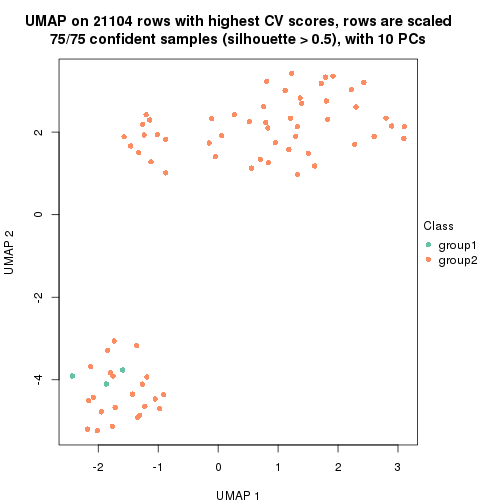 UMAP on 21104 rows with highest CV scores, rows are scaled
75/75 confident samples (silhouette > 0.5), with 10 PCs
2
0
-2
-4
UMAP 2
-2 -1 0 1 2 3
UMAP 1
Class
group1
group2